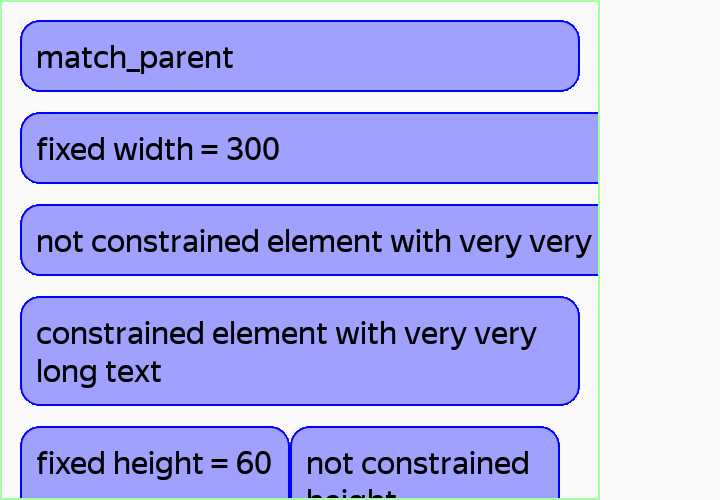 match_parent
fixed width = 300
not constrained element with very very
constrained element with very very
long text
fixed height = 60
not constrained
height